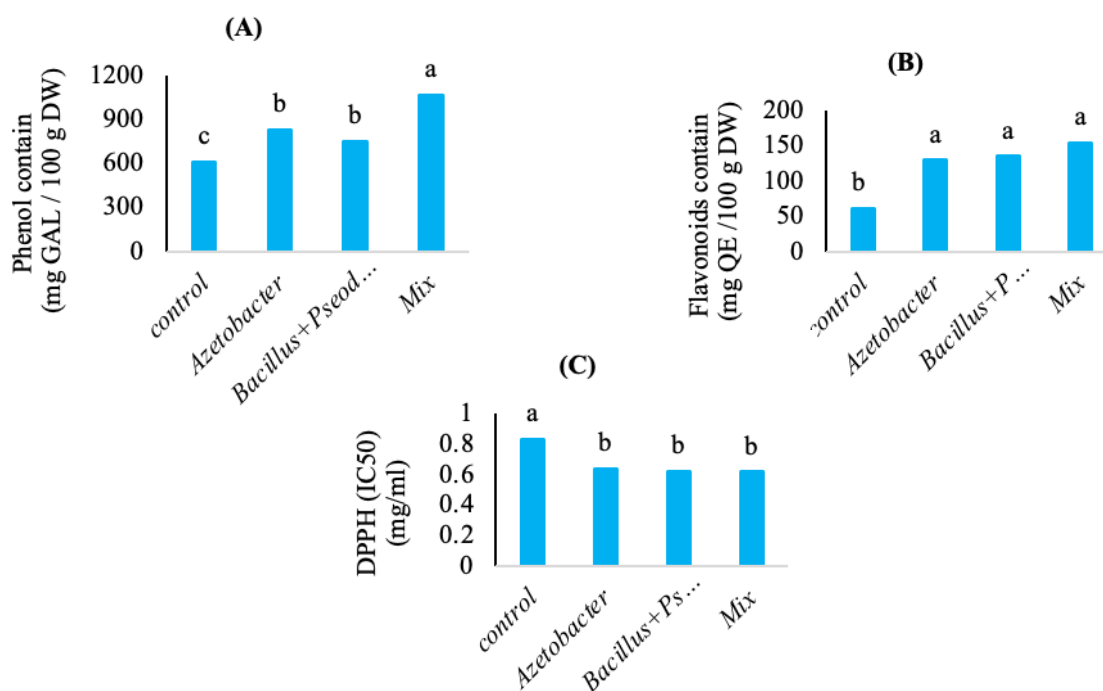 (A)
Phenol contain
(mg GAL / 100 g DW)
1200
900
600
300
0
c
b
b
a
control
Azetobacter
Bacillus+Pseod...
Mix
(B)
Flavonoids contain
(mg QE /100 g DW)
200
150
100
50
0
b
a
a
a
control
Azetobacter
Bacillus+P...
Mix
(C)
DPPH (IC50)
(mg/ml)
1
0.8
0.6
0.4
0.2
0
a
b
b
b
control
Azetobacter
Bacillus+Ps...
Mix